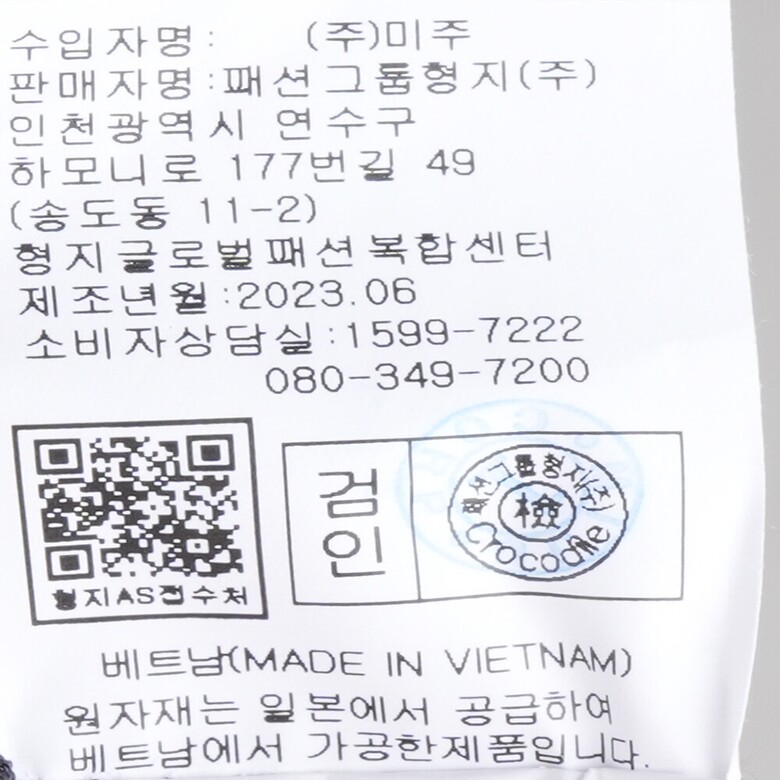 수입자명: (주)미주
판매자명:패션그룹형지(주)
인천광역시 연수구
하모니로 177번길 49
(송도동 11-2)
형지글로벌패션복합센터
제조년월:2023.06
소비자상담실:1599-7222
080-349-7200
형지AS접수처
검인
패션그룹형지(주)
檢
Crocodile
베트남(MADE IN VIETNAM)
원자재는 일본에서 공급하여
베트남에서 가공한제품입니다.